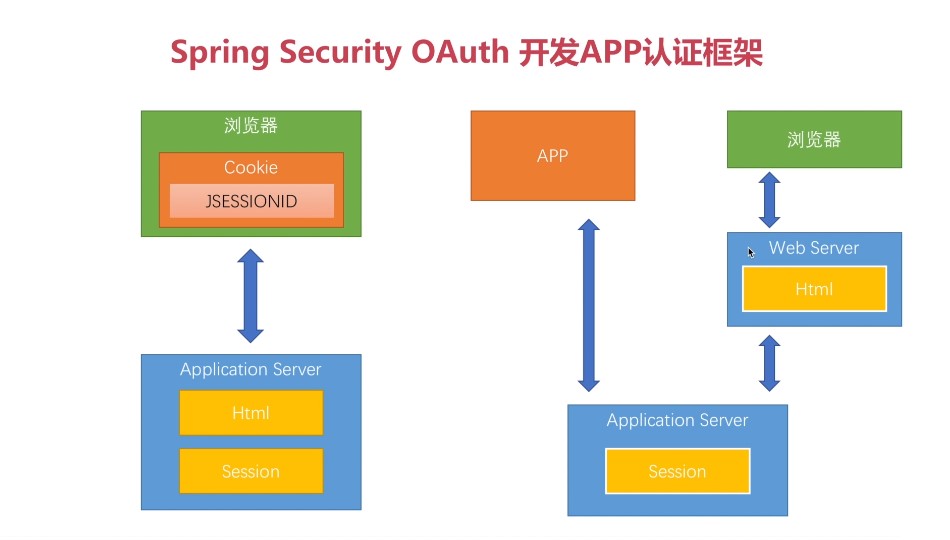 Spring Security OAuth 开发APP认证框架
浏览器
Cookie
JSESSIONID
Application Server
Html
Session
APP
浏览器
Web Server
Html
Application Server
Session